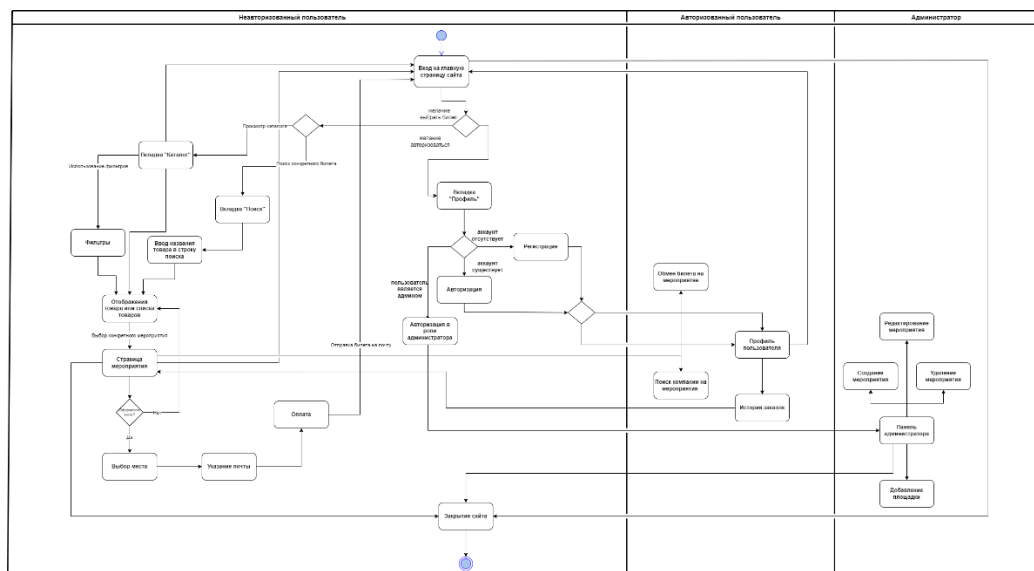 Неавторизованный пользователь
Авторизованный пользователь
Администратор
Вход на главную
страницу сайта
желание
выбрать билет
желание
авторизоваться
Просмотр каталога
Поиск конкретного билета
Вкладка "Каталог"
Использование фильтров
Вкладка "Поиск"
Вкладка
"Профиль"
Фильтры
Ввод названия
товара в строку
поиска
аккаунт
отсутствует
Регистрация
аккаунт
существует
Авторизация
пользователь
является
админом
Обмен билета на
мероприятие
Отображения
товара или списка
товаров
Выбор конкретного мероприятия
Авторизация в
роли
администратора
Отправка билета на почту
Профиль
пользователя
Редактирование
мероприятия
Страница
мероприятия
Поиск компании на
мероприятия
Создание
мероприятия
Удаление
мероприятия
История заказов
Нет
Оплата
Да
Панель
администратора
Выбор места
Указание почты
Добавление
площадки
Закрытие сайта